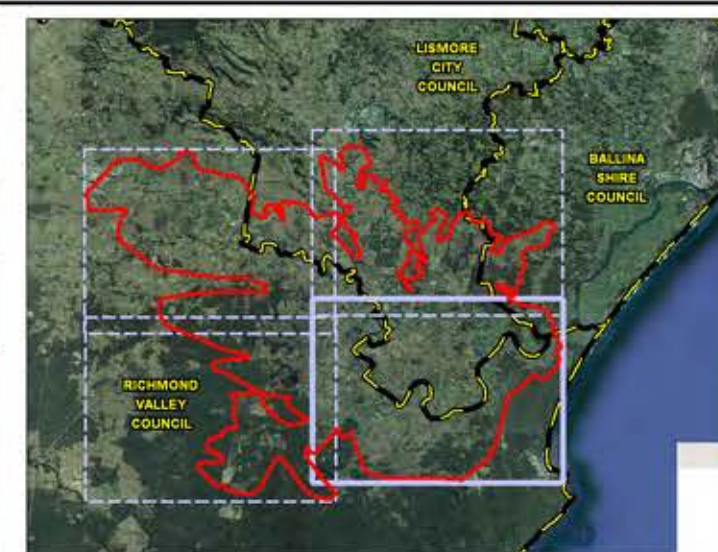 LISMORE
CITY
COUNCIL
BALLINA
SHIRE
COUNCIL
RICHMOND
VALLEY
COUNCIL